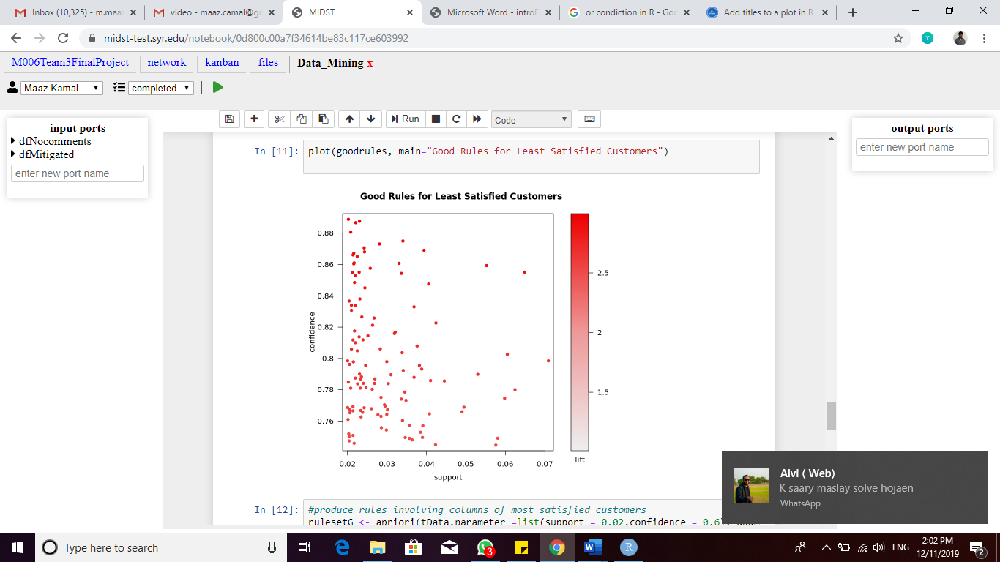 Inbox (10,325) - m.maa
video - maaz.camal@gr
MIDST
Microsoft Word - introD
or condiction in R - Goo
Add titles to a plot in R
midst-test.syr.edu/notebook/0d800c00a7f34614be83c117ce603992
m
M006Team3FinalProject
network
kanban
files
Data_Mining x
Maaz Kamal
completed
input ports
dfNocomments
dfMitigated
enter new port name
Run
Code
output ports
enter new port name
In [11]: plot(goodrules, main="Good Rules for Least Satisfied Customers")
Good Rules for Least Satisfied Customers
confidence
0.88
0.86
0.84
0.82
0.8
0.78
0.76
0.02 0.03 0.04 0.05 0.06 0.07
support
2.5
2
1.5
lift
In [12]: #produce rules involving columns of most satisfied customers
rulesetG <- apriori(tData,parameter =list(support = 0.02,confidence = 0.6
Alvi ( Web)
K saary maslay solve hojaen
WhatsApp
Type here to search
3
W
R
ENG
2:02 PM
12/11/2019
2